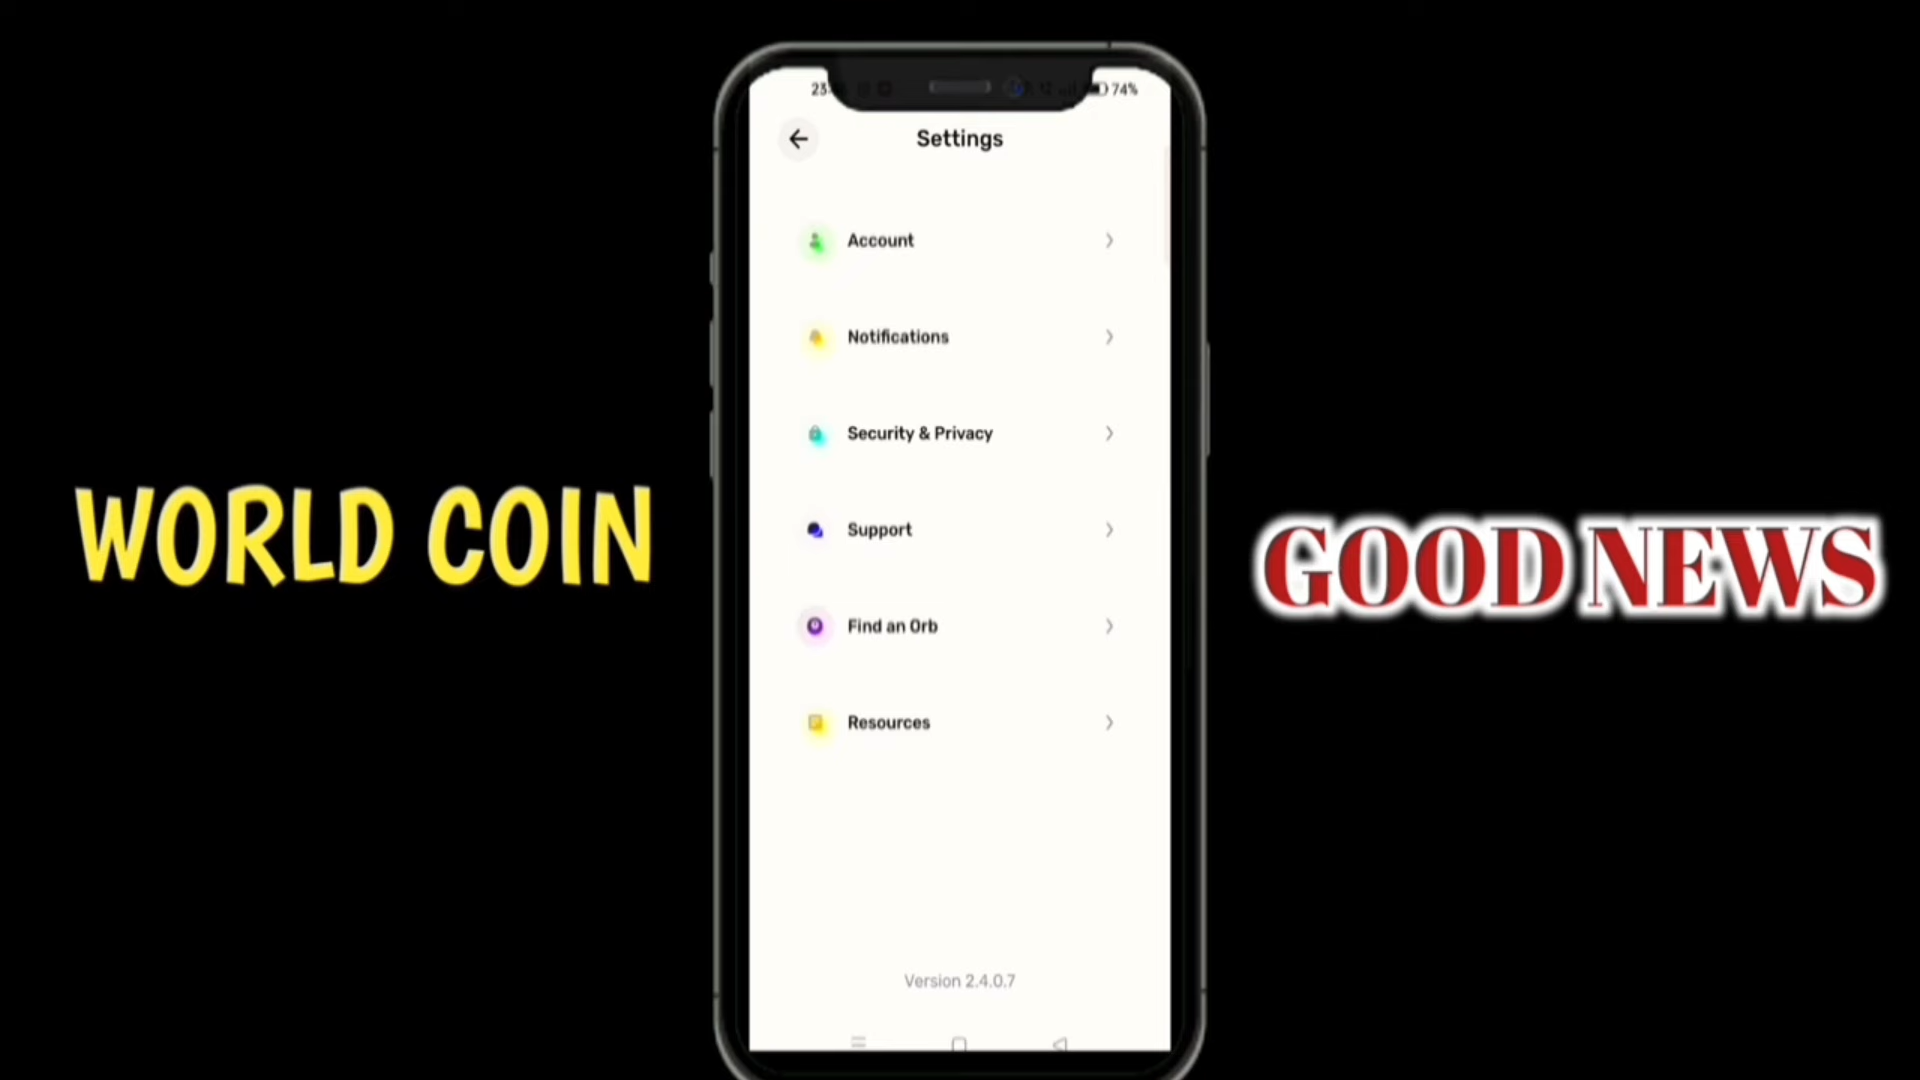 74%
Settings
Account
Notifications
Security & Privacy
WORLD COIN
GOOD NEWS
Support
Find an Orb
Resources
Version 2.4.0.7